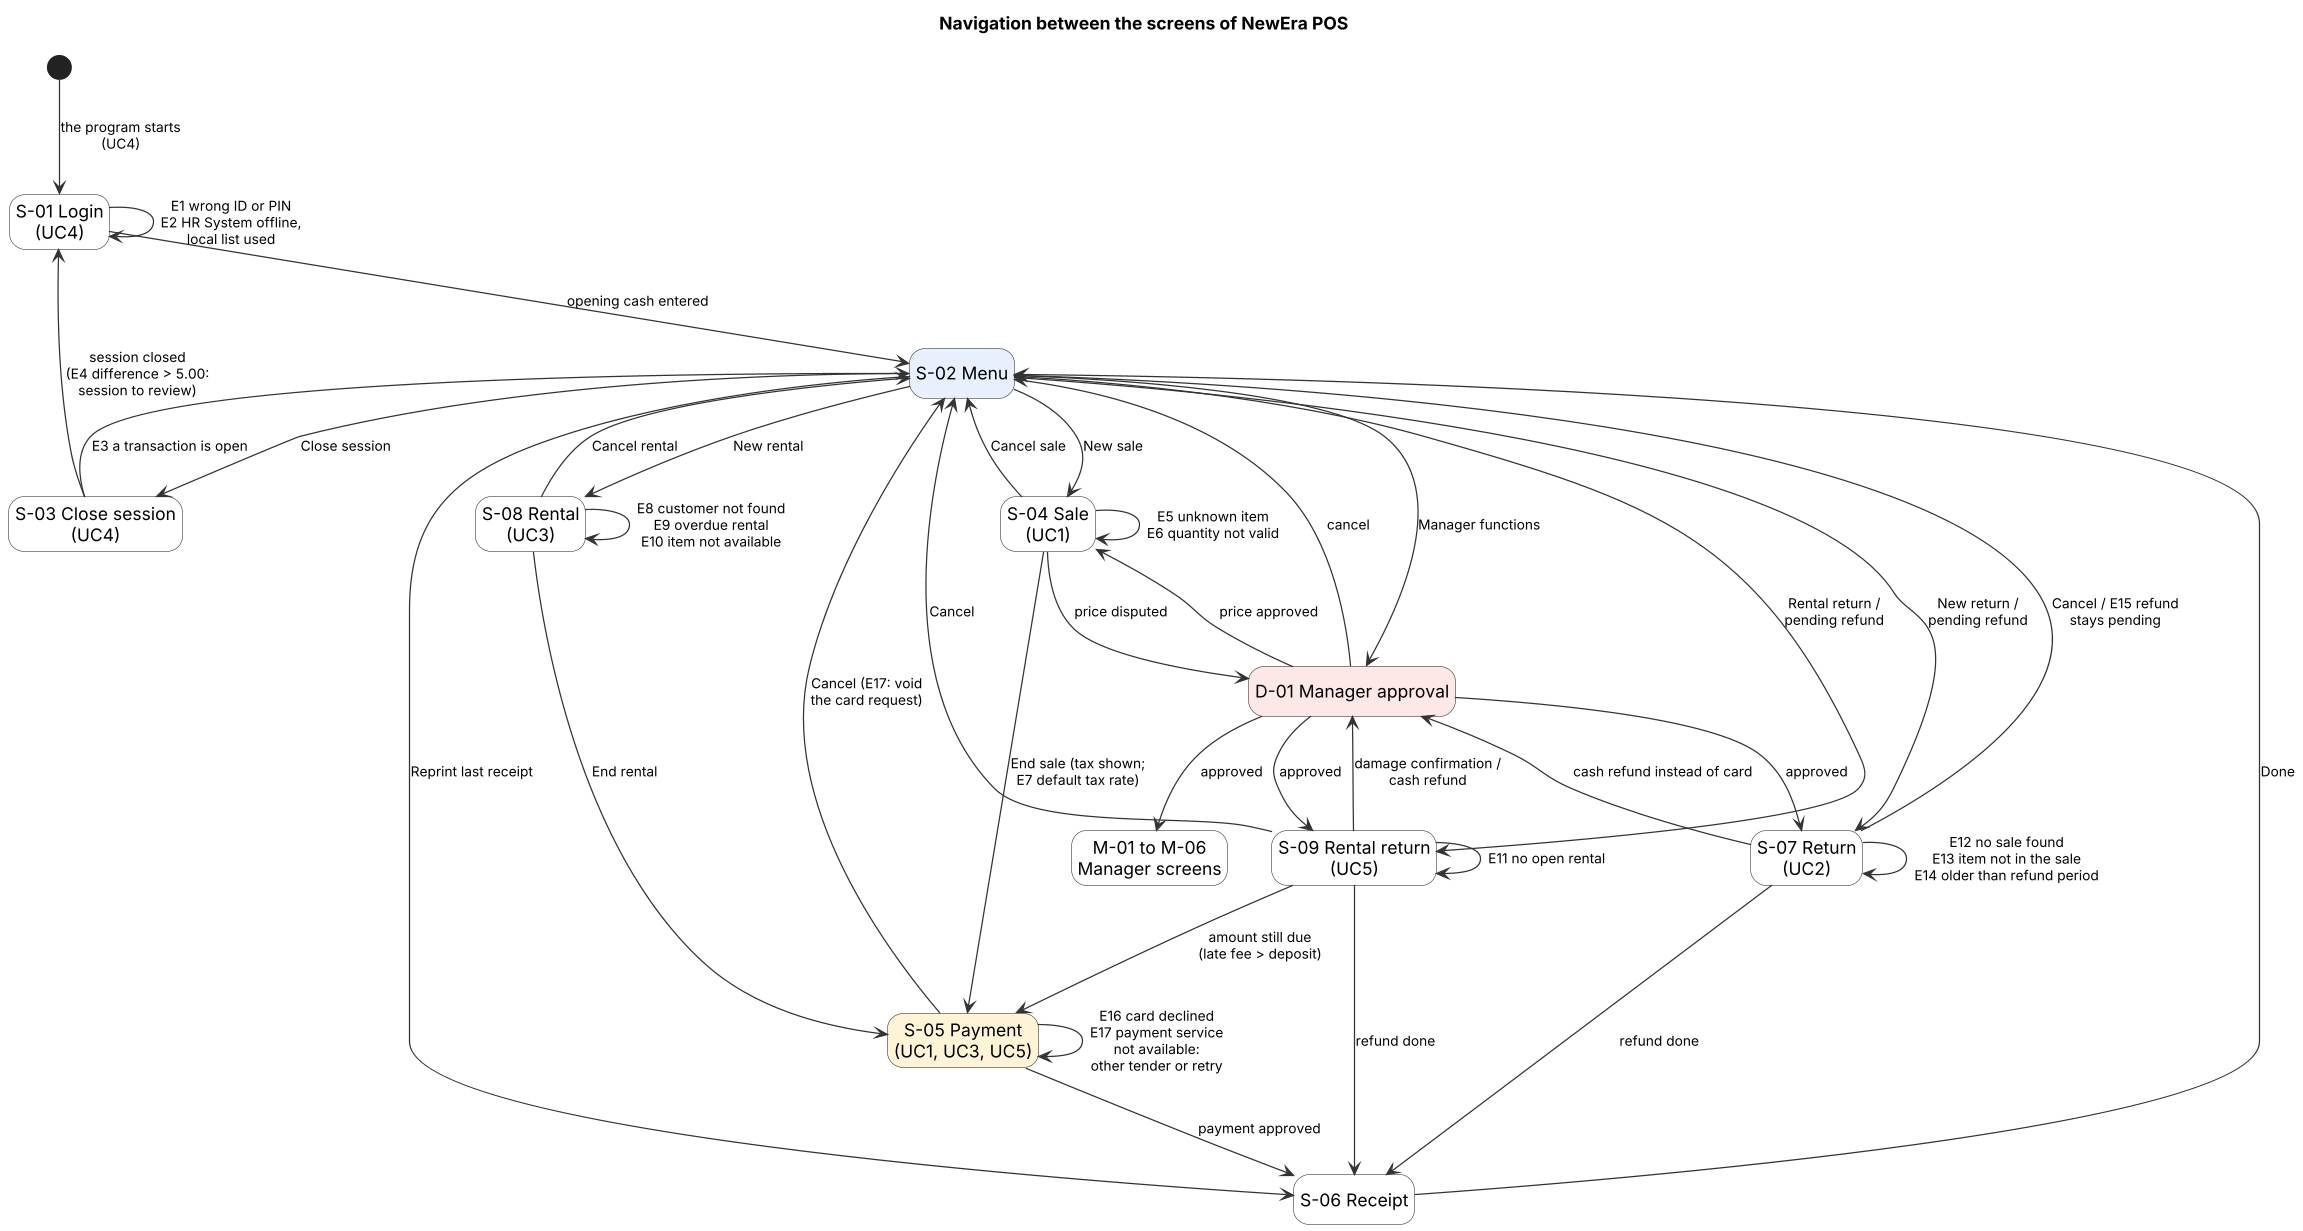 Navigation between the screens of NewEra POS
the program starts
(UC4)
S-01 Login
(UC4)
E1 wrong ID or PIN
E2 HR System offline,
local list used
opening cash entered
session closed
(E4 difference > 5.00:
session to review)
S-02 Menu
E3 a transaction is open
Close session
Cancel rental
New rental
Cancel sale
New sale
S-03 Close session
(UC4)
S-08 Rental
(UC3)
E8 customer not found
E9 overdue rental
E10 item not available
S-04 Sale
(UC1)
E5 unknown item
E6 quantity not valid
cancel
Manager functions
Cancel
price disputed
price approved
Rental return /
pending refund
New return /
pending refund
Cancel / E15 refund
stays pending
Cancel (E17: void
the card request)
D-01 Manager approval
Reprint last receipt
End rental
End sale (tax shown;
E7 default tax rate)
approved
approved
damage confirmation /
cash refund
cash refund instead of card
approved
Done
M-01 to M-06
Manager screens
S-09 Rental return
(UC5)
E11 no open rental
S-07 Return
(UC2)
E12 no sale found
E13 item not in the sale
E14 older than refund period
amount still due
(late fee > deposit)
S-05 Payment
(UC1, UC3, UC5)
E16 card declined
E17 payment service
not available:
other tender or retry
refund done
refund done
payment approved
S-06 Receipt